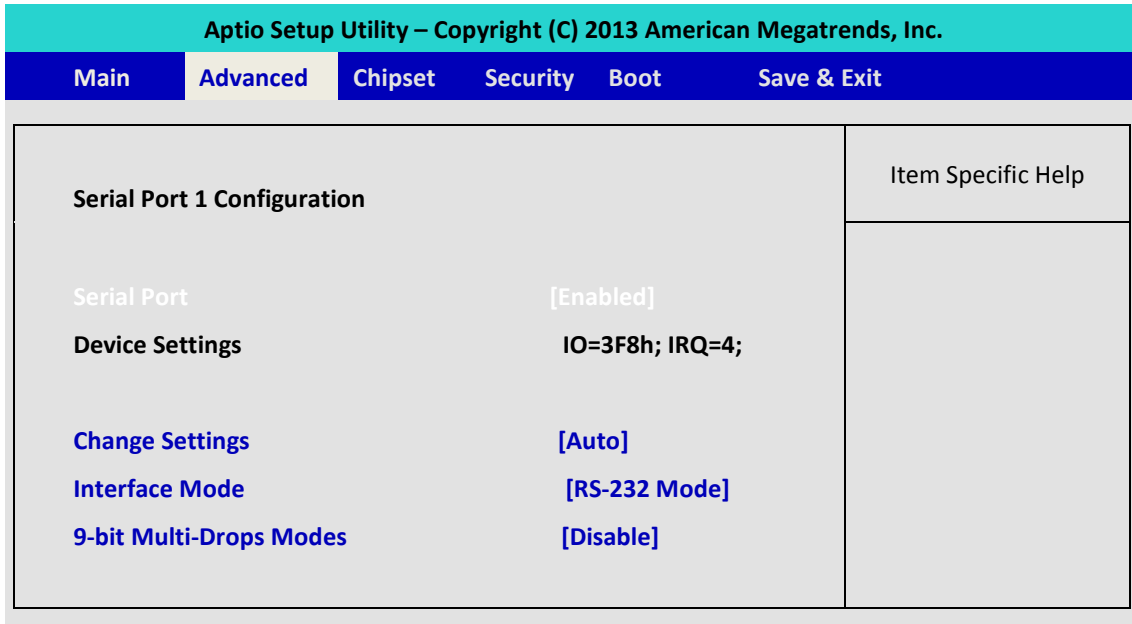 Aptio Setup Utility – Copyright (C) 2013 American Megatrends, Inc.
Main Advanced Chipset Security Boot Save & Exit
Serial Port 1 Configuration
Item Specific Help
Serial Port [Enabled]
Device Settings IO=3F8h; IRQ=4;
Change Settings [Auto]
Interface Mode [RS-232 Mode]
9-bit Multi-Drops Modes [Disable]